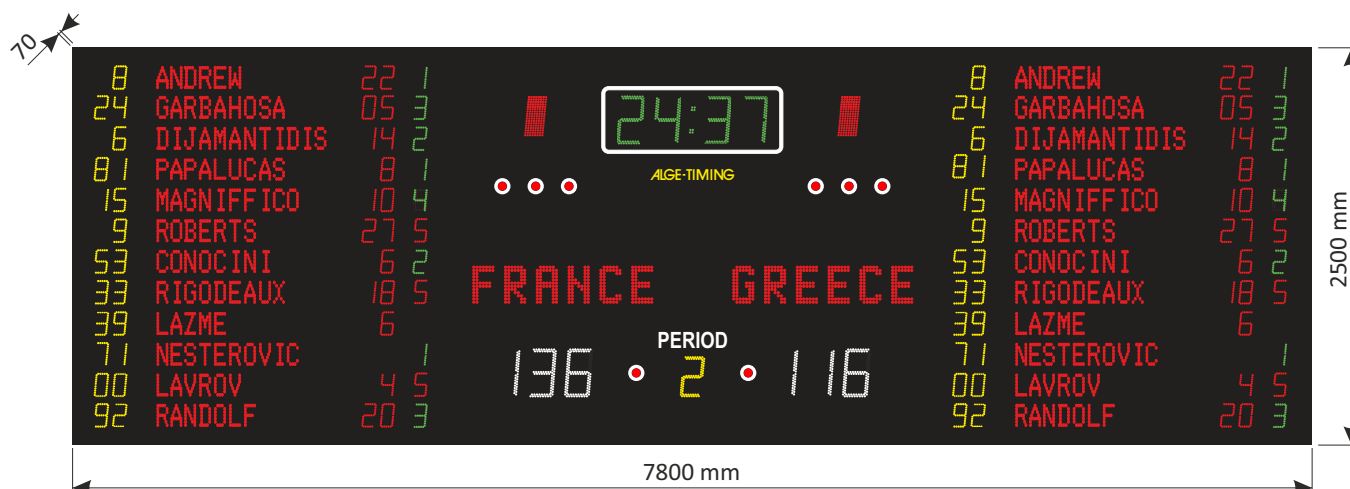 70
8 ANDREW 22 1
24 GARBAHOSA 05 3
6 DIJAMANTIDIS 14 2
81 PAPALUCAS 8 1
15 MAGNIFFICO 10 4
9 ROBERTS 27 5
53 CONOCINI 6 2
33 RIGODEAUX 18 5
39 LAZME 6
71 NESTEROVIC 1
00 LAVROV 4 5
92 RANDOLF 20 3
24:37
ALGE-TIMING
FRANCE GREECE
PERIOD
136 2 116
8 ANDREW 22 1
24 GARBAHOSA 05 3
6 DIJAMANTIDIS 14 2
81 PAPALUCAS 8 1
15 MAGNIFFICO 10 4
9 ROBERTS 27 5
53 CONOCINI 6 2
33 RIGODEAUX 18 5
39 LAZME 6
71 NESTEROVIC 1
00 LAVROV 4 5
92 RANDOLF 20 3
2500 mm
7800 mm